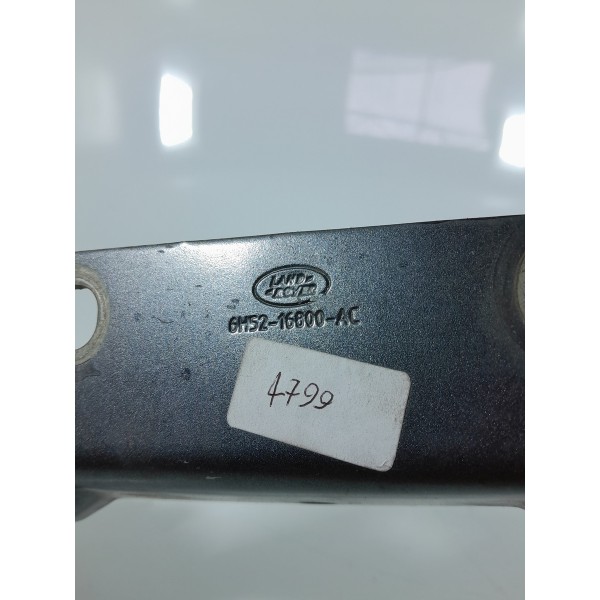 LAND-
ROVER
6M52-16800-AC
4799